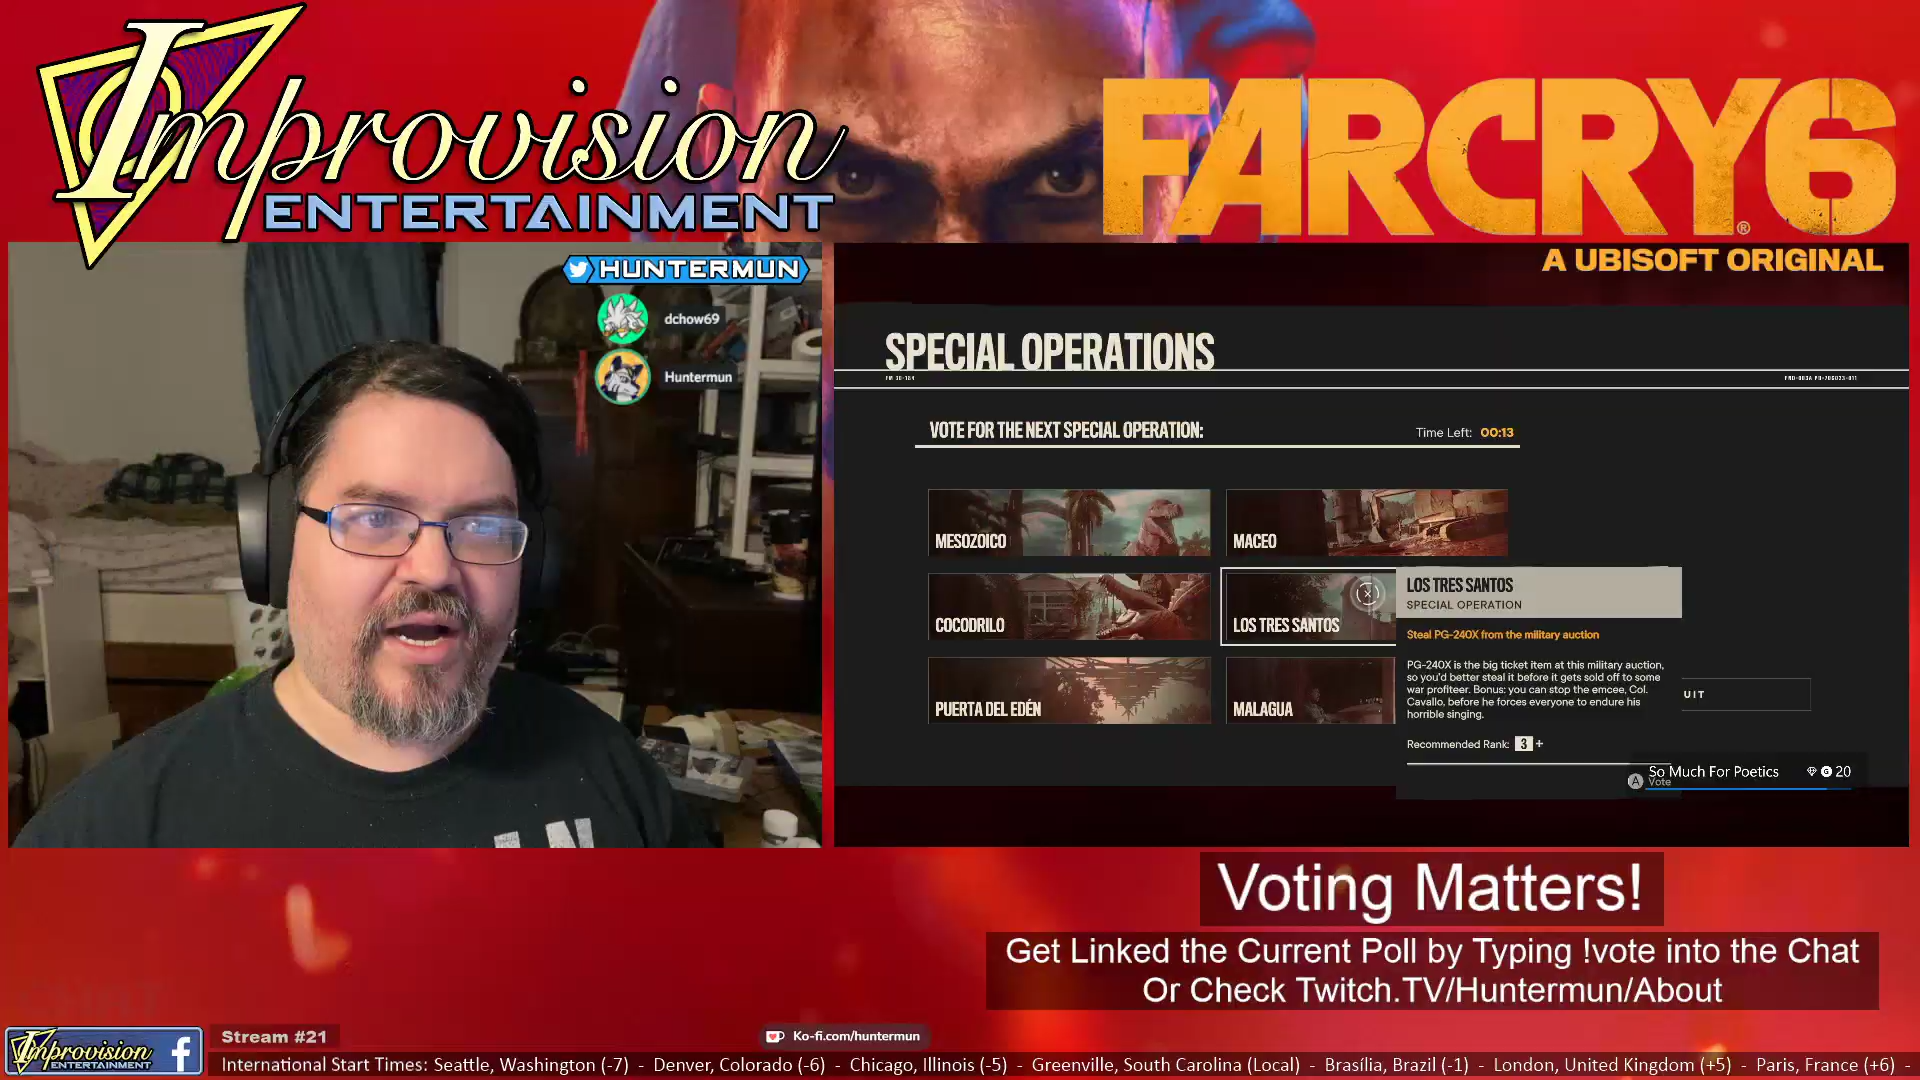 Improvision
ENTERTAINMENT
FARCRY6
®
A UBISOFT ORIGINAL
HUNTERMUN
dchow69
Huntermun
SPECIAL OPERATIONS
VOTE FOR THE NEXT SPECIAL OPERATION:
Time Left: 00:13
MESOZOICO
MACEO
COCODRILO
LOS TRES SANTOS
PUERTA DEL EDÉN
MALAGUA
LOS TRES SANTOS
SPECIAL OPERATION
Steal PG-240X from the military auction
PG-240X is the big ticket item at this military auction,
so you'd better steal it before it gets sold off to some
war profiteer. Bonus: you can stop the emcee, Col.
Cavallo, before he forces everyone to endure his
horrible singing.
Recommended Rank: 3 +
UIT
So Much For Poetics G 20
A Vote
Voting Matters!
Get Linked the Current Poll by Typing !vote into the Chat
Or Check Twitch.TV/Huntermun/About
Improvision
ENTERTAINMENT
Stream #21
Ko-fi.com/huntermun
International Start Times: Seattle, Washington (-7) - Denver, Colorado (-6) - Chicago, Illinois (-5) - Greenville, South Carolina (Local) - Brasília, Brazil (-1) - London, United Kingdom (+5) - Paris, France (+6) -